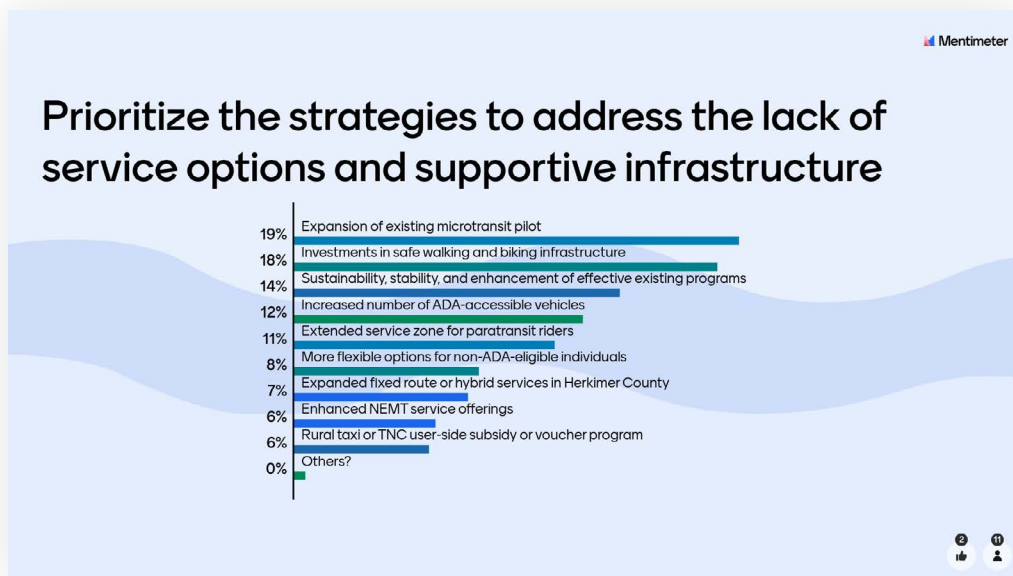 Mentimeter
Prioritize the strategies to address the lack of
service options and supportive infrastructure
19% Expansion of existing microtransit pilot
18% Investments in safe walking and biking infrastructure
14% Sustainability, stability, and enhancement of effective existing programs
12% Increased number of ADA-accessible vehicles
11% Extended service zone for paratransit riders
8% More flexible options for non-ADA-eligible individuals
7% Expanded fixed route or hybrid services in Herkimer County
6% Enhanced NEMT service offerings
6% Rural taxi or TNC user-side subsidy or voucher program
0% Others?
2 11